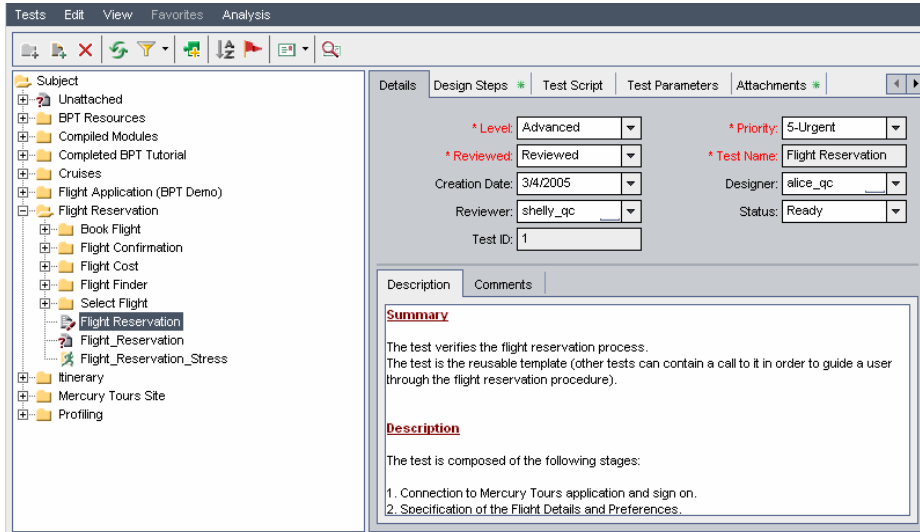 Tests Edit View Favorites Analysis
Subject
Unattached
BPT Resources
Compiled Modules
Completed BPT Tutorial
Cruises
Flight Application (BPT Demo)
Flight Reservation
Book Flight
Flight Confirmation
Flight Cost
Flight Finder
Select Flight
Flight Reservation
Flight_Reservation
Flight_Reservation_Stress
Itinerary
Mercury Tours Site
Profiling
Details Design Steps * Test Script Test Parameters Attachments *
* Level: Advanced * Priority: 5-Urgent
* Reviewed: Reviewed * Test Name: Flight Reservation
Creation Date: 3/4/2005 Designer: alice_qc
Reviewer: shelly_qc Status: Ready
Test ID: 1
Description Comments
Summary
The test verifies the flight reservation process.
The test is the reusable template (other tests can contain a call to it in order to guide a user
through the flight reservation procedure).
Description
The test is composed of the following stages:
1. Connection to Mercury Tours application and sign on.
2. Specification of the Flight Details and Preferences.